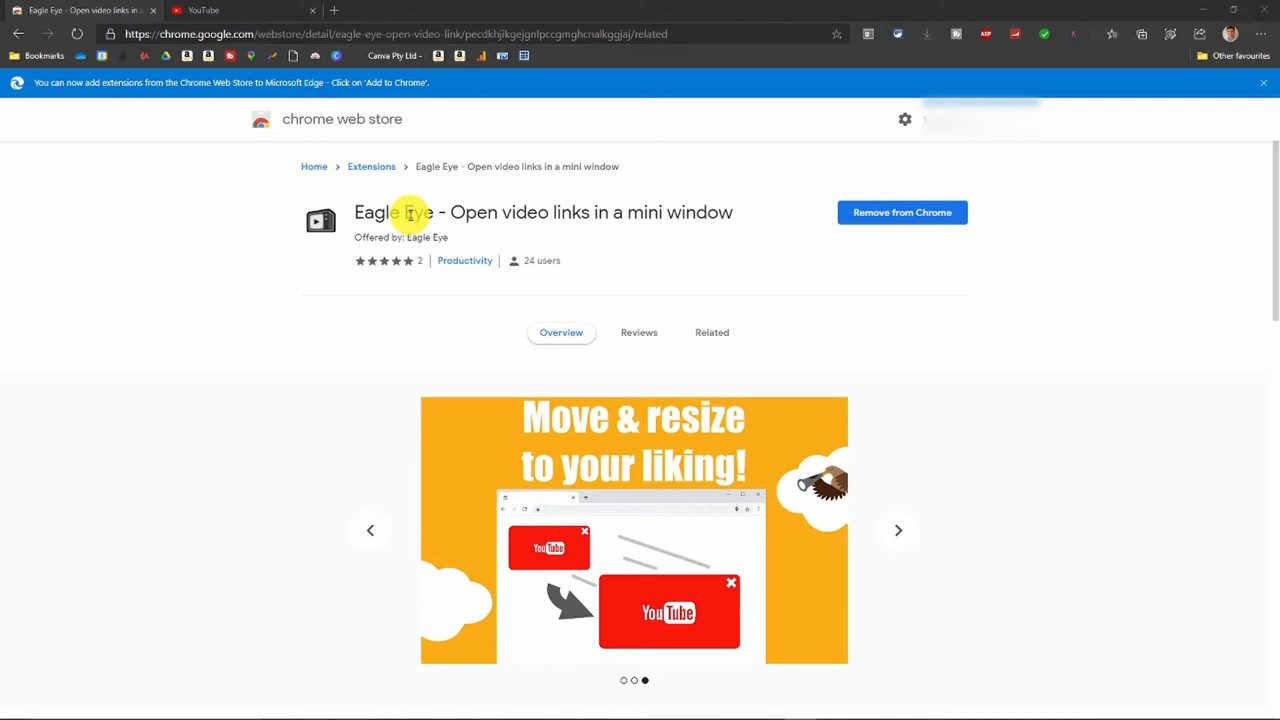 Eagle Eye - Open video links in a
YouTube
https://chrome.google.com/webstore/detail/eagle-eye-open-video-link/pecdkhjikgejgnlpccgmghcnalkggjaj/related
Bookmarks
Canva Pty Ltd -
Other favourites
You can now add extensions from the Chrome Web Store to Microsoft Edge - Click on 'Add to Chrome'.
chrome web store
Home > Extensions > Eagle Eye - Open video links in a mini window
Eagle Eye - Open video links in a mini window
Remove from Chrome
Offered by: Eagle Eye
2 | Productivity | 24 users
Overview Reviews Related
Move & resize
to your liking!
YouTube
YouTube